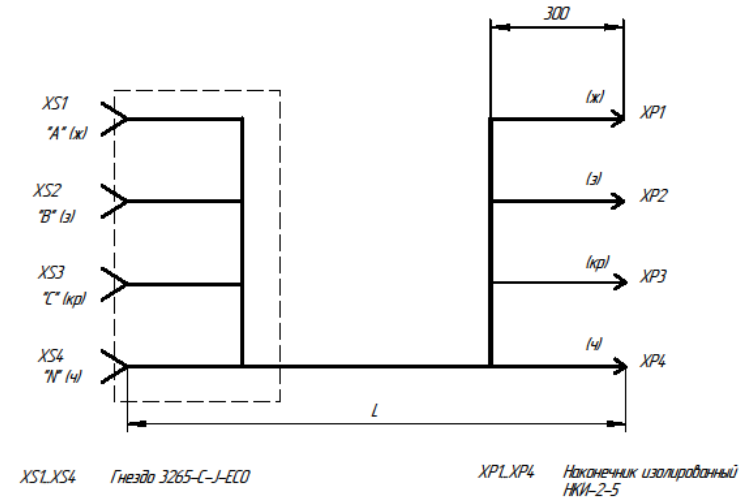 300
XS1
"А" (ж)
(ж)
XP1
XS2
"В" (з)
(з)
XP2
XS3
"С" (кр)
(кр)
XP3
XS4
"N" (ч)
(ч)
XP4
L
XS1..XS4 Гнездо 3265-C-J-ECO
XP1..XP4 Наконечник изолированный
НКИ-2-5